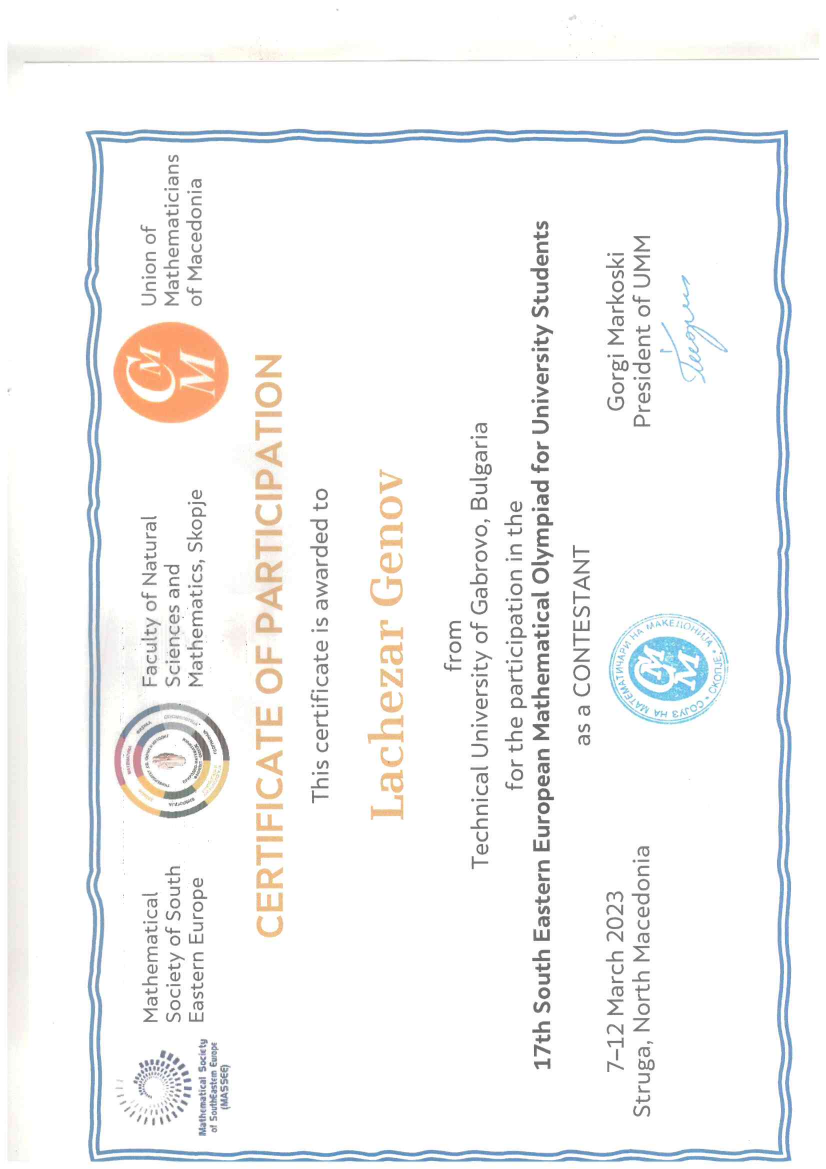 Mathematical Society
of SouthEastern Europe
(MASSEE)
Mathematical
Society of South
Eastern Europe
Faculty of Natural
Sciences and
Mathematics, Skopje
СММ
Union of
Mathematicians
of Macedonia
CERTIFICATE OF PARTICIPATION
This certificate is awarded to
Lachezar Genov
from
Technical University of Gabrovo, Bulgaria
for the participation in the
17th South Eastern European Mathematical Olympiad for University Students
as a CONTESTANT
7–12 March 2023
Struga, North Macedonia
СОЈУЗ НА МАТЕМАТИЧАРИ НА МАКЕДОНИЈА • СКОПЈЕ •
СММ
Gorgi Markoski
President of UMM